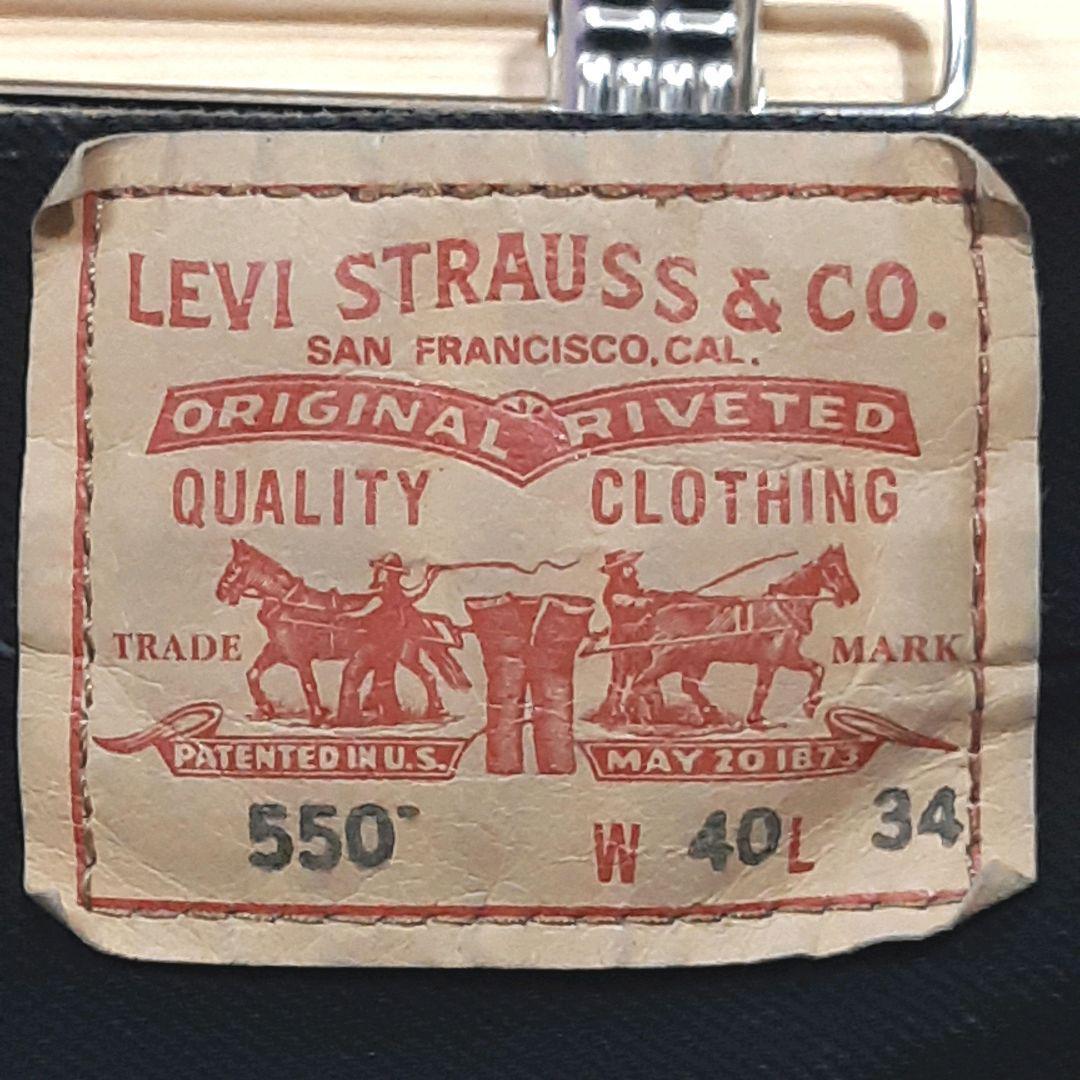 LEVI STRAUSS & CO.
SAN FRANCISCO, CAL.
ORIGINAL RIVETED
QUALITY CLOTHING
TRADE MARK
PATENTED IN U.S. MAY 20 1873
550™ W 40 L 34